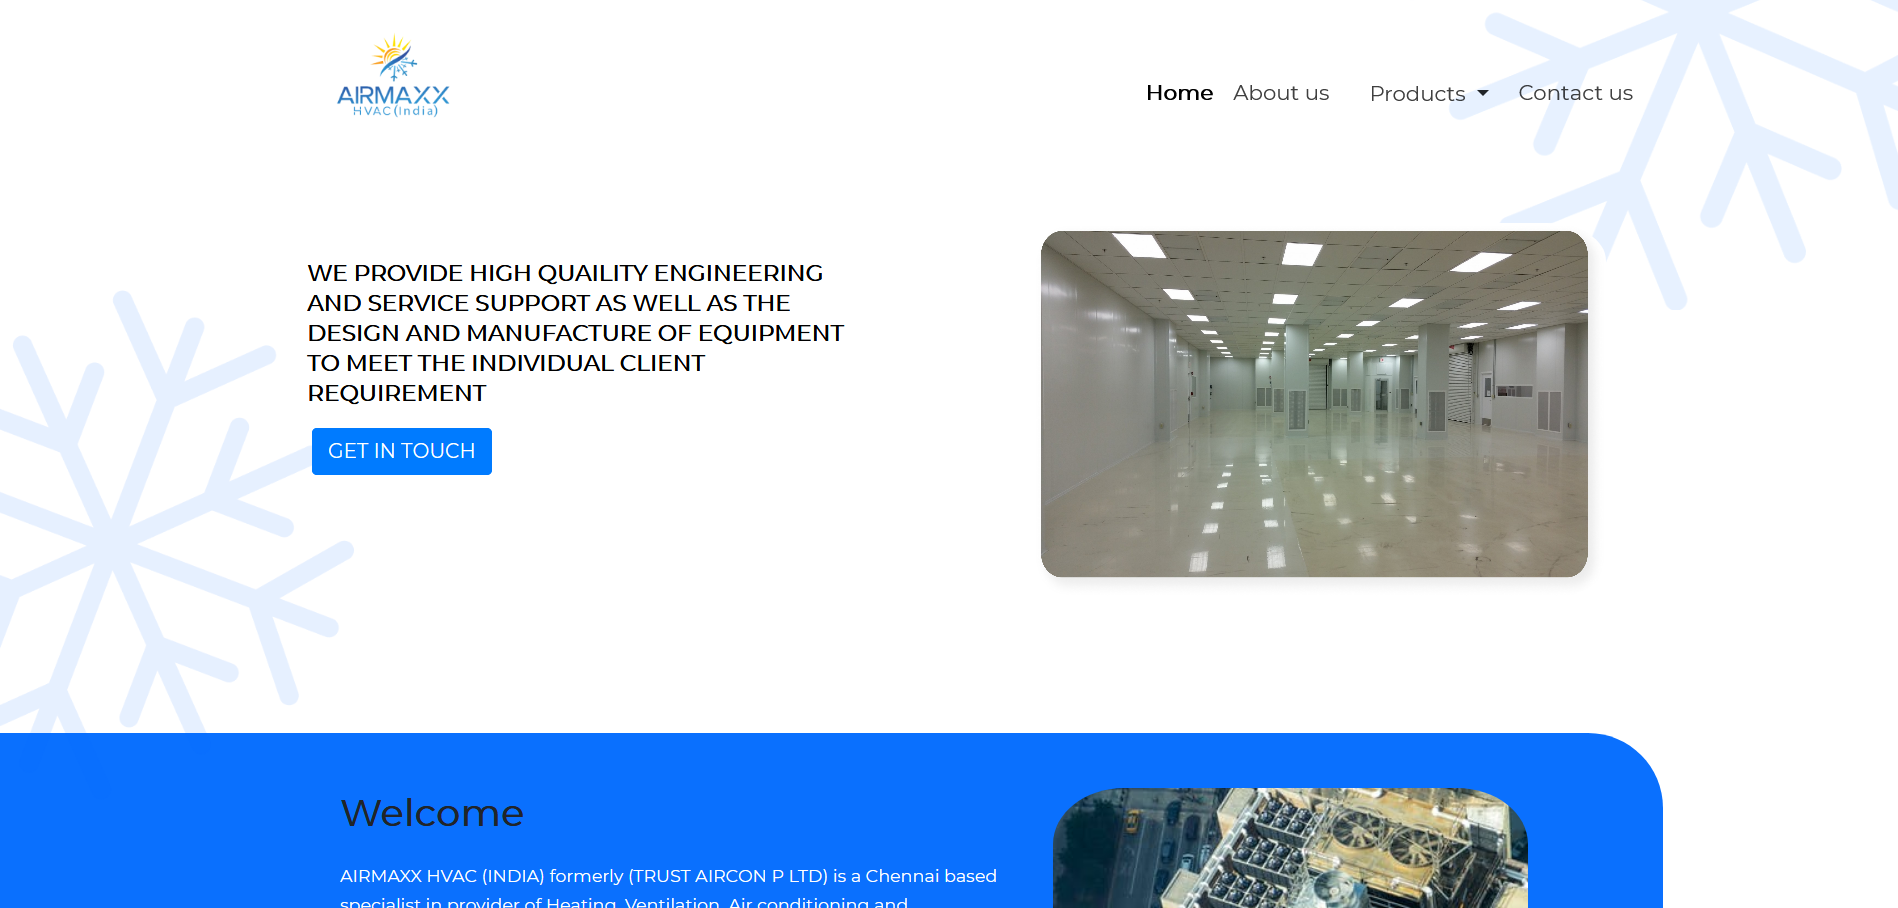 AIRMAXX
HVAC (India)
Home About us Products Contact us
WE PROVIDE HIGH QUAILITY ENGINEERING
AND SERVICE SUPPORT AS WELL AS THE
DESIGN AND MANUFACTURE OF EQUIPMENT
TO MEET THE INDIVIDUAL CLIENT
REQUIREMENT
GET IN TOUCH
Welcome
AIRMAXX HVAC (INDIA) formerly (TRUST AIRCON P LTD) is a Chennai based
specialist in provider of Heating, Ventilation, Air conditioning and